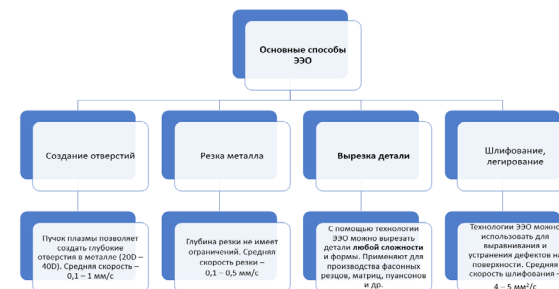 Основные способы
ЭЭО
Создание отверстий
Резка металла
Вырезка детали
Шлифование,
легирование
Пучок плазмы позволяет
создать глубокие
отверстия в металле (20D –
40D). Средняя скорость –
0,1 – 1 мм/с
Глубина резки не имеет
ограничений. Средняя
скорость резки –
0,1 – 0,5 мм/с
С помощью технологии
ЭЭО можно вырезать
детали любой сложности
и формы. Применяют для
производства фасонных
резцов, матриц, пуансонов
и др.
Технологии ЭЭО можно
использовать для
выравнивания и
устранения дефектов на
поверхности. Средняя
скорость шлифования –
4 – 5 мм²/с